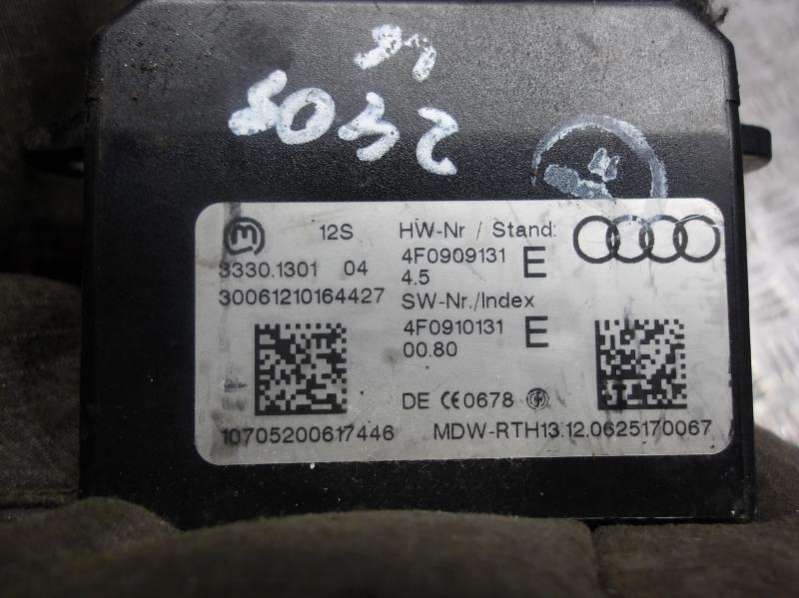 2403
12S
3330.1301 04
30061210164427
HW-Nr / Stand:
4F0909131 E
4.5
SW-Nr./Index
4F0910131 E
00.80
DE CE0678
10705200617446
MDW-RTH13.12.0625170067